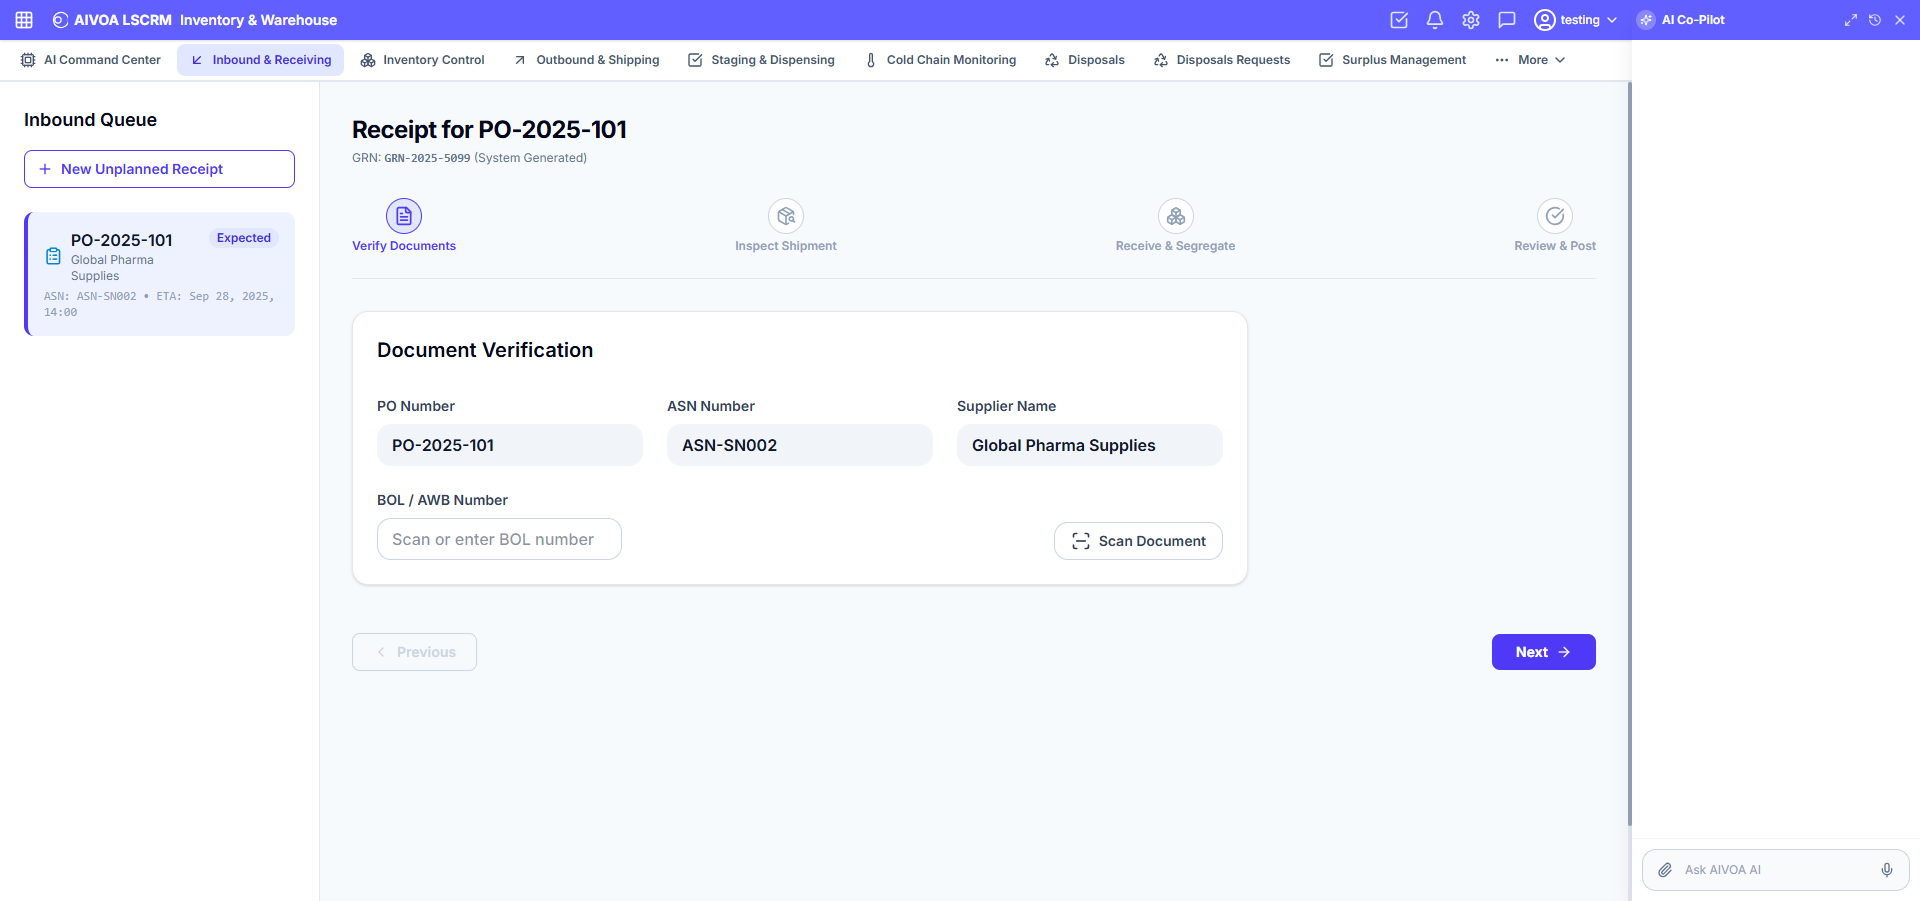 AIVOA LSCRM Inventory & Warehouse
testing
AI Co-Pilot
AI Command Center
Inbound & Receiving
Inventory Control
Outbound & Shipping
Staging & Dispensing
Cold Chain Monitoring
Disposals
Disposals Requests
Surplus Management
More
Inbound Queue
New Unplanned Receipt
PO-2025-101
Expected
Global Pharma
Supplies
ASN: ASN-SN002 • ETA: Sep 28, 2025,
14:00
Receipt for PO-2025-101
GRN: GRN-2025-5099 (System Generated)
Verify Documents
Inspect Shipment
Receive & Segregate
Review & Post
Document Verification
PO Number
ASN Number
Supplier Name
PO-2025-101
ASN-SN002
Global Pharma Supplies
BOL / AWB Number
Scan or enter BOL number
Scan Document
Previous
Next
Ask AIVOA AI